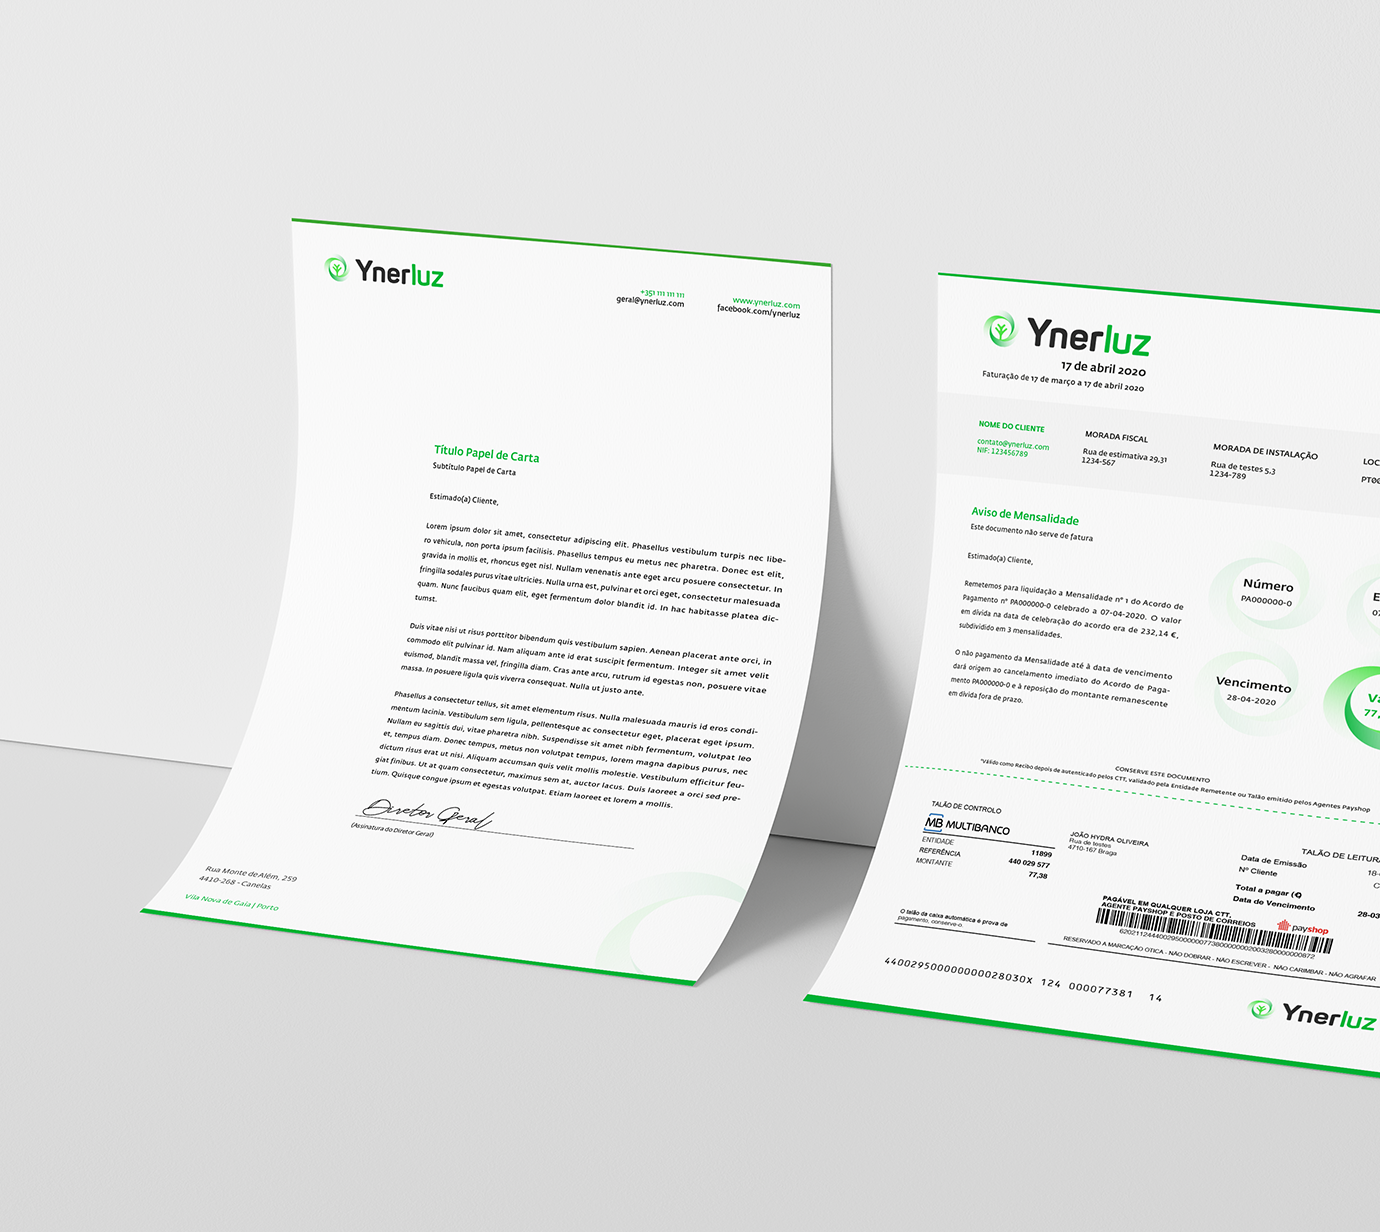 Ynerluz
+351 111 111 111
geral@ynerluz.com
www.ynerluz.com
facebook.com/ynerluz
Título Papel de Carta
Subtítulo Papel de Carta
Estimado(a) Cliente,
Lorem ipsum dolor sit amet, consectetur adipiscing elit. Phasellus vestibulum turpis nec libe-
ro vehicula, non porta ipsum facilisis. Phasellus tempus eu metus nec pharetra. Donec est elit,
gravida in mollis et, rhoncus eget nisl. Nullam venenatis ante eget arcu posuere consectetur. In
fringilla sodales purus vitae ultricies. Nulla urna est, pulvinar et orci eget, consectetur malesuada
quam. Nunc faucibus quam elit, eget fermentum dolor blandit id. In hac habitasse platea dic-
tumst.
Duis vitae nisi ut risus porttitor bibendum quis vestibulum sapien. Aenean placerat ante orci, in
commodo elit pulvinar id. Nam aliquam ante id erat suscipit fermentum. Integer sit amet velit
euismod, blandit massa vel, fringilla diam. Cras ante arcu, rutrum id egestas non, posuere vitae
massa. In posuere ligula quis viverra consequat. Nulla ut justo ante.
Phasellus a consectetur tellus, sit amet elementum risus. Nulla malesuada mauris id eros condi-
mentum lacinia. Vestibulum sem ligula, pellentesque ac consectetur eget, placerat eget ipsum.
Nullam eu sagittis dui, vitae pharetra nibh. Suspendisse sit amet nibh fermentum, volutpat leo
et, tempus diam. Donec tempus, metus non volutpat tempus, lorem magna dapibus purus, nec
dictum risus erat ut nisi. Aliquam accumsan quis velit mollis molestie. Vestibulum efficitur feu-
giat finibus. Ut at quam consectetur, maximus sem at, auctor lacus. Duis laoreet a orci sed pre-
tium. Quisque congue ipsum et egestas volutpat. Etiam laoreet et lorem a mollis.
Diretor Geral
(Assinatura do Diretor Geral)
Rua Monte de Além, 259
4410-268 - Canelas
Vila Nova de Gaia | Porto
Ynerluz
17 de abril 2020
Faturação de 17 de março a 17 de abril 2020
NOME DO CLIENTE
contato@ynerluz.com
NIF: 123456789
MORADA FISCAL
Rua de estimativa 29,31
1234-567
MORADA DE INSTALAÇÃO
Rua de testes 5,3
1234-789
LOC
PT00
Aviso de Mensalidade
Este documento não serve de fatura
Estimado(a) Cliente,
Remetemos para liquidação a Mensalidade nº 1 do Acordo de
Pagamento nº PA000000-0 celebrado a 07-04-2020. O valor
em dívida na data de celebração do acordo era de 232,14 €,
subdividido em 3 mensalidades.
O não pagamento da Mensalidade até à data de vencimento
dará origem ao cancelamento imediato do Acordo de Paga-
mento PA000000-0 e à reposição do montante remanescente
em dívida fora de prazo.
Número
PA000000-0
E
07
Vencimento
28-04-2020
Va
77,
CONSERVE ESTE DOCUMENTO
*Válido como Recibo depois de autenticado pelos CTT, validado pela Ensidade Remetente ou Talão emitido pelos Agentes Payshop
TALÃO DE CONTROLO
MB MULTIBANCO
ENTIDADE 11899
REFERÊNCIA 440 029 577
MONTANTE 77,38
O talão da caixa automática é prova de
pagamento, conserve-o.
JOÃO HYDRA OLIVEIRA
Rua de testes
4710-167 Braga
TALÃO DE LEITURA
Data de Emissão 18-
Nº Cliente C
Total a pagar (€)
Data de Vencimento 28-03
PAGÁVEL EM QUALQUER LOJA CTT,
AGENTE PAYSHOP E POSTO DE CORREIOS
payshop
RESERVADO A MARCAÇÃO OTICA - NÃO DOBRAR - NÃO ESCREVER - NÃO CARIMBAR - NÃO AGRAFAR
44002950000000028030X 124 000077381 14
Ynerluz